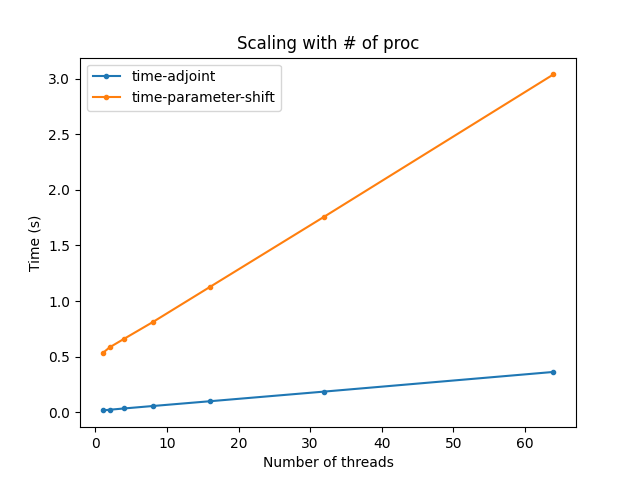 Scaling with # of proc
time-adjoint
time-parameter-shift
Time (s)
3.0
2.5
2.0
1.5
1.0
0.5
0.0
0 10 20 30 40 50 60
Number of threads